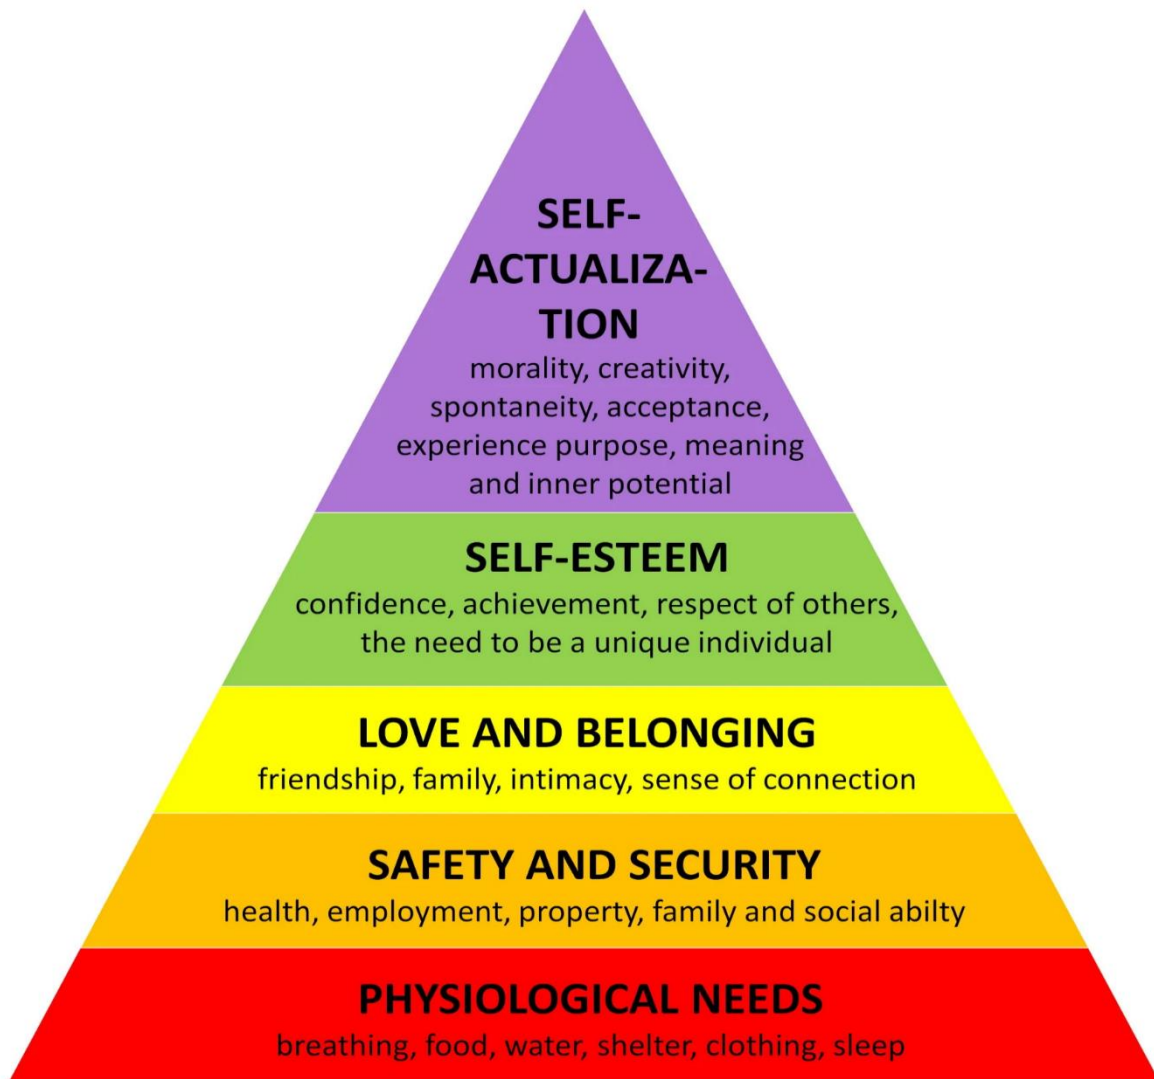 SELF-
ACTUALIZA-
TION
morality, creativity,
spontaneity, acceptance,
experience purpose, meaning
and inner potential
SELF-ESTEEM
confidence, achievement, respect of others,
the need to be a unique individual
LOVE AND BELONGING
friendship, family, intimacy, sense of connection
SAFETY AND SECURITY
health, employment, property, family and social abilty
PHYSIOLOGICAL NEEDS
breathing, food, water, shelter, clothing, sleep